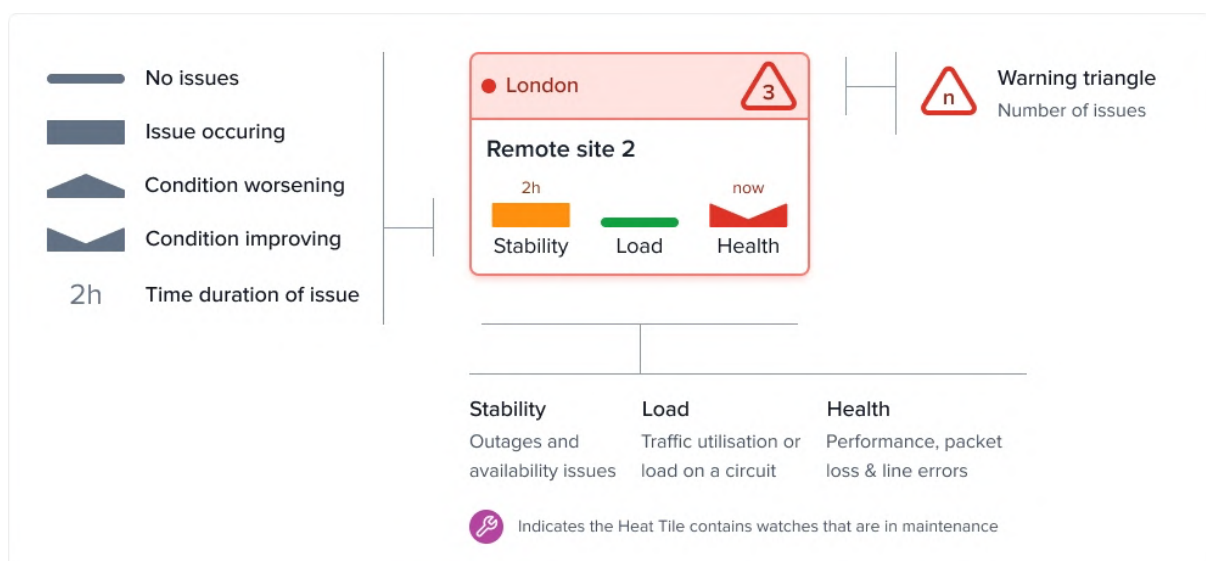 No issues
Issue occuring
Condition worsening
Condition improving
2h Time duration of issue
London 3
Remote site 2
2h now
Stability Load Health
n Warning triangle
Number of issues
Stability
Outages and
availability issues
Load
Traffic utilisation or
load on a circuit
Health
Performance, packet
loss & line errors
Indicates the Heat Tile contains watches that are in maintenance